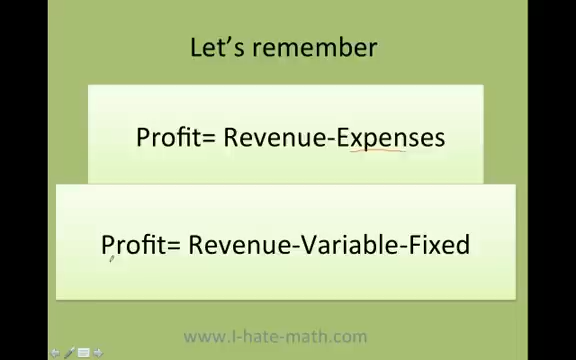 Let's remember
Profit= Revenue-Expenses
Profit= Revenue-Variable-Fixed
www.I-hate-math.com